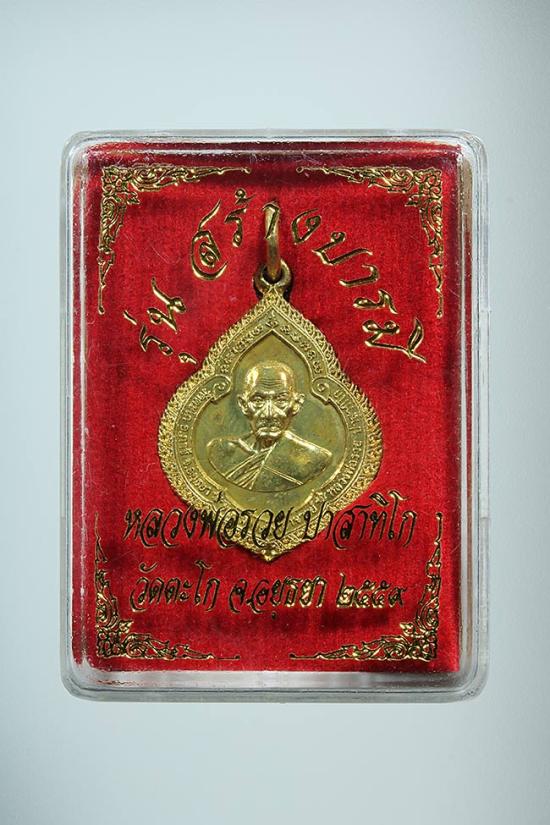 รุ่น สร้างบารมี
หลวงพ่อรวย ปาสาทิโก
วัดตะโก จ.อยุธยา ๒๕๕๙